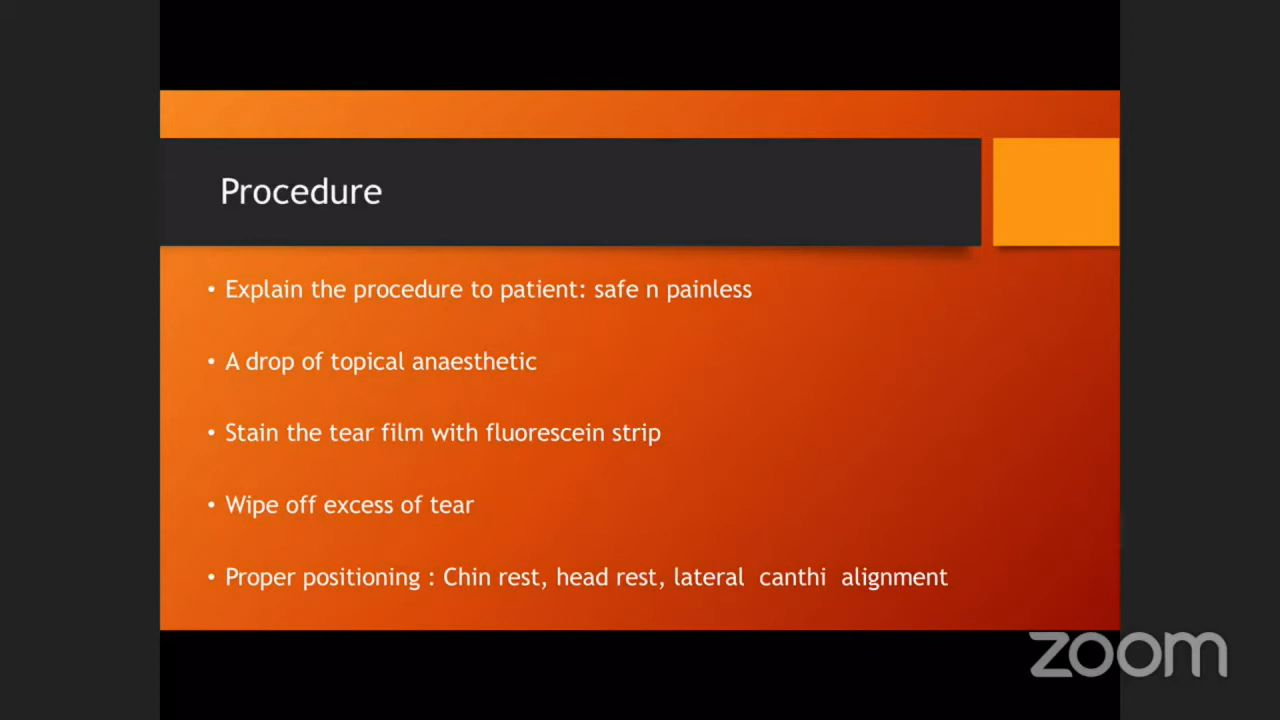 Procedure
• Explain the procedure to patient: safe n painless
• A drop of topical anaesthetic
• Stain the tear film with fluorescein strip
• Wipe off excess of tear
• Proper positioning : Chin rest, head rest, lateral canthi alignment
zoom